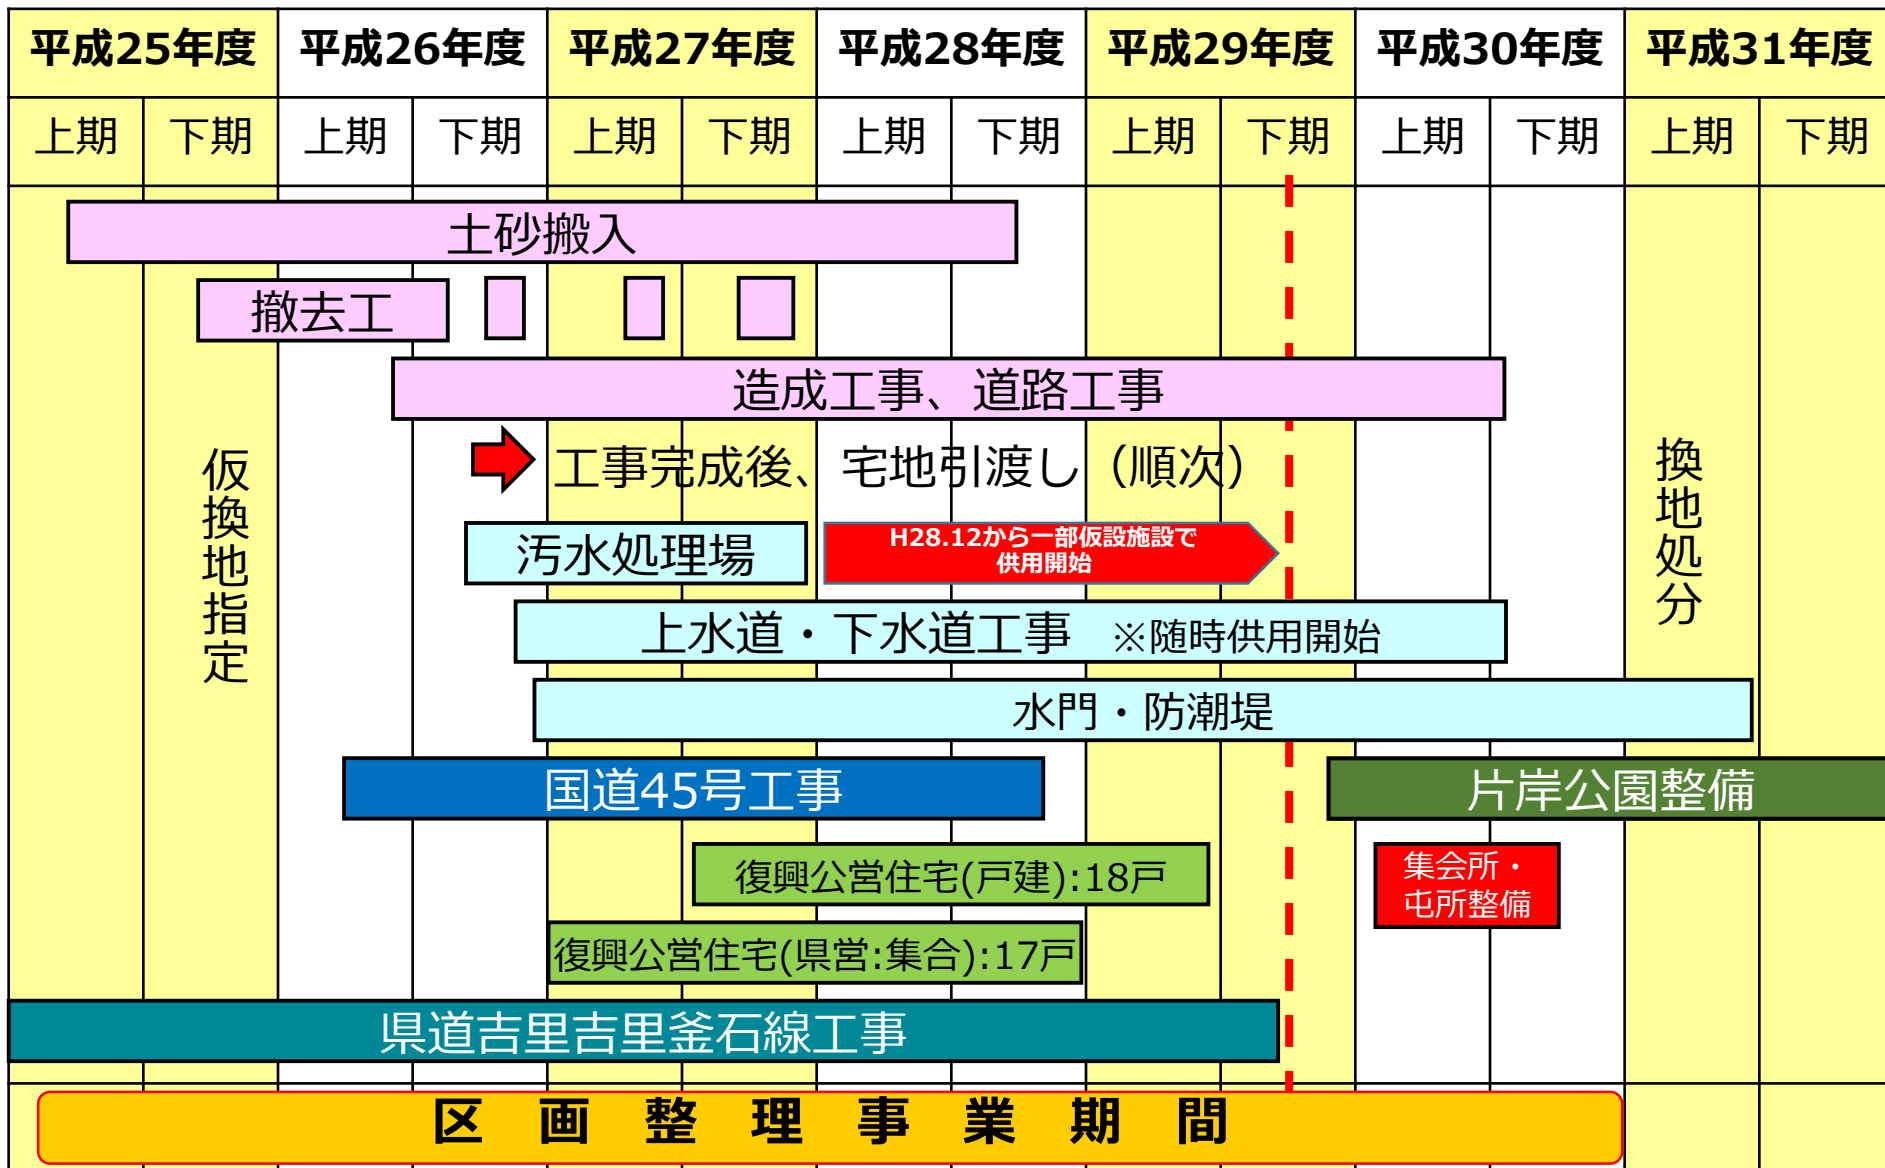 平成25年度 平成26年度 平成27年度 平成28年度 平成29年度 平成30年度 平成31年度
上期 下期 上期 下期 上期 下期 上期 下期 上期 下期 上期 下期 上期 下期
土砂搬入
撤去工
造成工事、道路工事
仮換地指定
工事完成後、宅地引渡し（順次）
換地処分
汚水処理場
H28.12から一部仮設施設で
供用開始
上水道・下水道工事 ※随時供用開始
水門・防潮堤
国道45号工事
片岸公園整備
復興公営住宅(戸建):18戸
集会所・
屯所整備
復興公営住宅(県営:集合):17戸
県道吉里吉里釜石線工事
区画整理事業期間